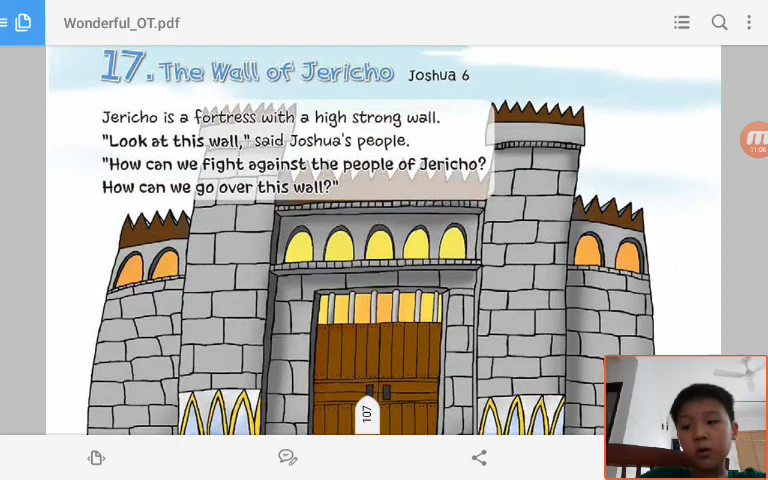 Wonderful_OT.pdf
17. The Wall of Jericho Joshua 6
Jericho is a fortress with a high strong wall.
"Look at this wall," said Joshua's people.
"How can we fight against the people of Jericho?
How can we go over this wall?"
107
11:06